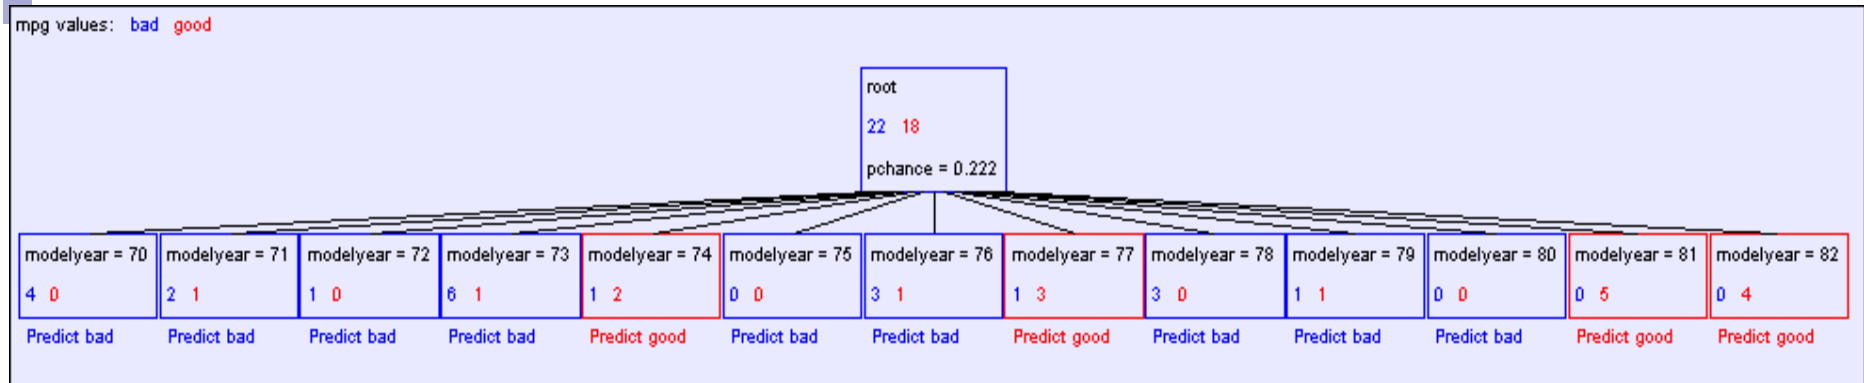 mpg values: bad good
root
22 18
pchance = 0.222
modelyear = 70 modelyear = 71 modelyear = 72 modelyear = 73 modelyear = 74 modelyear = 75 modelyear = 76 modelyear = 77 modelyear = 78 modelyear = 79 modelyear = 80 modelyear = 81 modelyear = 82
4 0 2 1 1 0 6 1 1 2 0 0 3 1 1 3 3 0 1 1 0 0 0 5 0 4
Predict bad Predict bad Predict bad Predict bad Predict good Predict bad Predict bad Predict good Predict bad Predict bad Predict bad Predict good Predict good